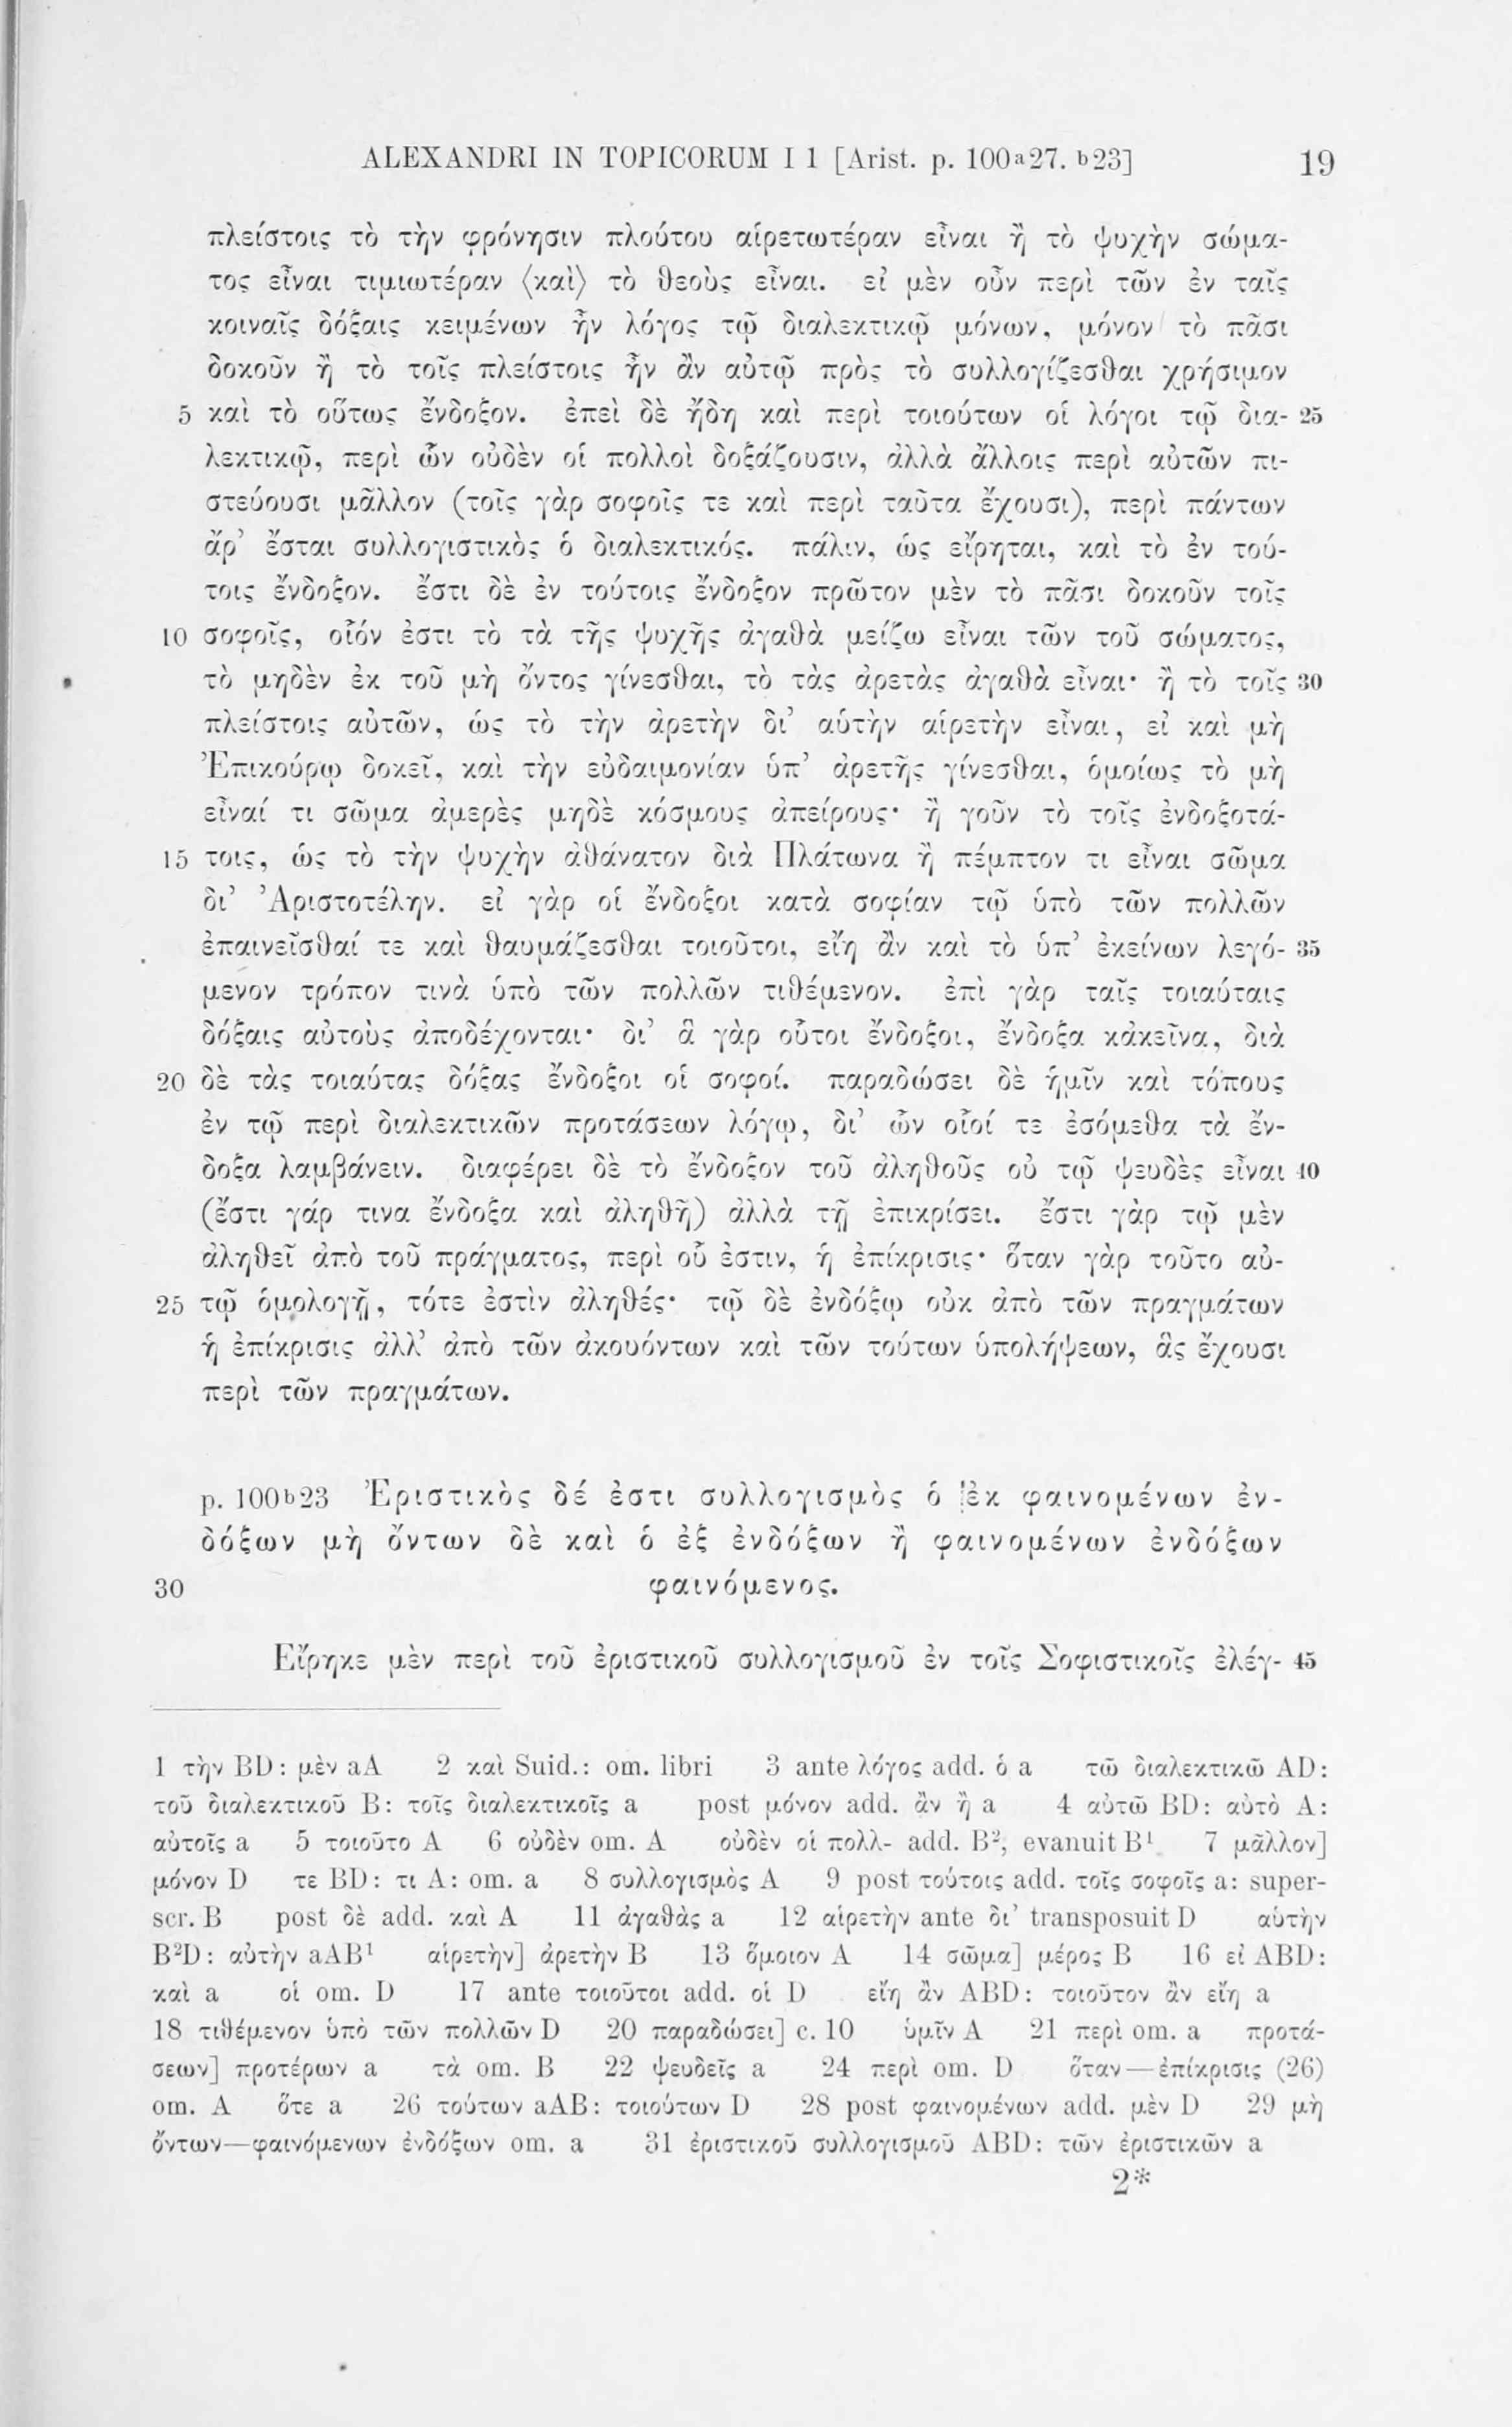 ALEXANDRI IN TOPICORUM I 1 [Arist. p. 100a27. b23] 19
πλείστοις τὸ τὴν φρόνησιν πλούτου αἱρετωτέραν εἶναι ἢ τὸ ψυχὴν σώμα-
τος εἶναι τιμιωτέραν ⟨καὶ⟩ τὸ θεοὺς εἶναι. εἰ μὲν οὖν περὶ τῶν ἐν ταῖς
κοιναῖς δόξαις κειμένων ἦν λόγος τῷ διαλεκτικῷ μόνων, μόνον τὸ πᾶσι
δοκοῦν ἢ τὸ τοῖς πλείστοις ἦν ἂν αὐτῷ πρὸς τὸ συλλογίζεσθαι χρήσιμον
5 καὶ τὸ οὕτως ἔνδοξον. ἐπεὶ δὲ ἤδη καὶ περὶ τοιούτων οἱ λόγοι τῷ δια- 25
λεκτικῷ, περὶ ὧν οὐδὲν οἱ πολλοὶ δοξάζουσιν, ἀλλὰ ἄλλοις περὶ αὐτῶν πι-
στεύουσι μᾶλλον (τοῖς γὰρ σοφοῖς τε καὶ περὶ ταῦτα ἔχουσι), περὶ πάντων
ἄρ’ ἔσται συλλογιστικὸς ὁ διαλεκτικός. πάλιν, ὡς εἴρηται, καὶ τὸ ἐν τού-
τοις ἔνδοξον. ἔστι δὲ ἐν τούτοις ἔνδοξον πρῶτον μὲν τὸ πᾶσι δοκοῦν τοῖς
10 σοφοῖς, οἷόν ἐστι τὸ τὰ τῆς ψυχῆς ἀγαθὰ μείζω εἶναι τῶν τοῦ σώματος,
τὸ μηδὲν ἐκ τοῦ μὴ ὄντος γίνεσθαι, τὸ τὰς ἀρετὰς ἀγαθὰ εἶναι· ἢ τὸ τοῖς 30
πλείστοις αὐτῶν, ὡς τὸ τὴν ἀρετὴν δι’ αὑτὴν αἱρετὴν εἶναι, εἰ καὶ μὴ
Ἐπικούρῳ δοκεῖ, καὶ τὴν εὐδαιμονίαν ὑπ’ ἀρετῆς γίνεσθαι, ὁμοίως τὸ μὴ
εἶναί τι σῶμα ἀμερὲς μηδὲ κόσμους ἀπείρους· ἢ γοῦν τὸ τοῖς ἐνδοξοτά-
15 τοις, ὡς τὸ τὴν ψυχὴν ἀθάνατον διὰ Πλάτωνα ἢ πέμπτον τι εἶναι σῶμα
δι’ Ἀριστοτέλην. εἰ γὰρ οἱ ἔνδοξοι κατὰ σοφίαν τῷ ὑπὸ τῶν πολλῶν
ἐπαινεῖσθαί τε καὶ θαυμάζεσθαι τοιοῦτοι, εἴη ἂν καὶ τὸ ὑπ’ ἐκείνων λεγό- 35
μενον τρόπον τινὰ ὑπὸ τῶν πολλῶν τιθέμενον. ἐπὶ γὰρ ταῖς τοιαύταις
δόξαις αὐτοὺς ἀποδέχονται· δι’ ἃ γὰρ οὗτοι ἔνδοξοι, ἔνδοξα κἀκεῖνα, διὰ
20 δὲ τὰς τοιαύτας δόξας ἔνδοξοι οἱ σοφοί. παραδώσει δὲ ἡμῖν καὶ τόπους
ἐν τῷ περὶ διαλεκτικῶν προτάσεων λόγῳ, δι’ ὧν οἷοί τε ἐσόμεθα τὰ ἔν-
δοξα λαμβάνειν. διαφέρει δὲ τὸ ἔνδοξον τοῦ ἀληθοῦς οὐ τῷ ψευδὲς εἶναι 40
(ἔστι γάρ τινα ἔνδοξα καὶ ἀληθῆ) ἀλλὰ τῇ ἐπικρίσει. ἔστι γὰρ τῷ μὲν
ἀληθεῖ ἀπὸ τοῦ πράγματος, περὶ οὗ ἐστιν, ἡ ἐπίκρισις· ὅταν γὰρ τοῦτο αὐ-
25 τῷ ὁμολογῇ, τότε ἐστὶν ἀληθές· τῷ δὲ ἐνδόξῳ οὐκ ἀπὸ τῶν πραγμάτων
ἡ ἐπίκρισις ἀλλ’ ἀπὸ τῶν ἀκουόντων καὶ τῶν τούτων ὑπολήψεων, ἃς ἔχουσι
περὶ τῶν πραγμάτων.
p. 100b23 Ἐριστικὸς δέ ἐστι συλλογισμὸς ὁ ἐκ φαινομένων ἐν-
δόξων μὴ ὄντων δὲ καὶ ὁ ἐξ ἐνδόξων ἢ φαινομένων ἐνδόξων
30 φαινόμενος.
Εἴρηκε μὲν περὶ τοῦ ἐριστικοῦ συλλογισμοῦ ἐν τοῖς Σοφιστικοῖς ἐλέγ- 45
1 τὴν BD: μὲν aA 2 καὶ Suid.: om. libri 3 ante λόγος add. ὁ a τῶ διαλεκτικῶ AD:
τοῦ διαλεκτικοῦ B: τοῖς διαλεκτικοῖς a post μόνον add. ἂν ἢ a 4 αὐτῶ BD: αὐτὸ A:
αὐτοῖς a 5 τοιοῦτο A 6 οὐδὲν om. A οὐδὲν οἱ πολλ- add. B², evanuit B¹ 7 μᾶλλον]
μόνον D τε BD: τι A: om. a 8 συλλογισμὸς A 9 post τούτοις add. τοῖς σοφοῖς a: super-
scr. B post δὲ add. καὶ A 11 ἀγαθὰς a 12 αἱρετὴν ante δι’ transposuit D αὑτὴν
B²D: αὐτὴν aAB¹ αἱρετὴν] ἀρετὴν B 13 ὅμοιον A 14 σῶμα] μέρος B 16 εἰ ABD:
καὶ a οἱ om. D 17 ante τοιοῦτοι add. οἱ D εἴη ἂν ABD: τοιοῦτον ἂν εἴη a
18 τιθέμενον ὑπὸ τῶν πολλῶν D 20 παραδώσει] c. 10 ὑμῖν A 21 περὶ om. a προτά-
σεων] προτέρων a τὰ om. B 22 ψευδεῖς a 24 περὶ om. D ὅταν—ἐπίκρισις (26)
om. A ὅτε a 26 τούτων aAB: τοιούτων D 28 post φαινομένων add. μὲν D 29 μὴ
ὄντων—φαινόμενων ἐνδόξων om. a 31 ἐριστικοῦ συλλογισμοῦ ABD: τῶν ἐριστικῶν a
2*